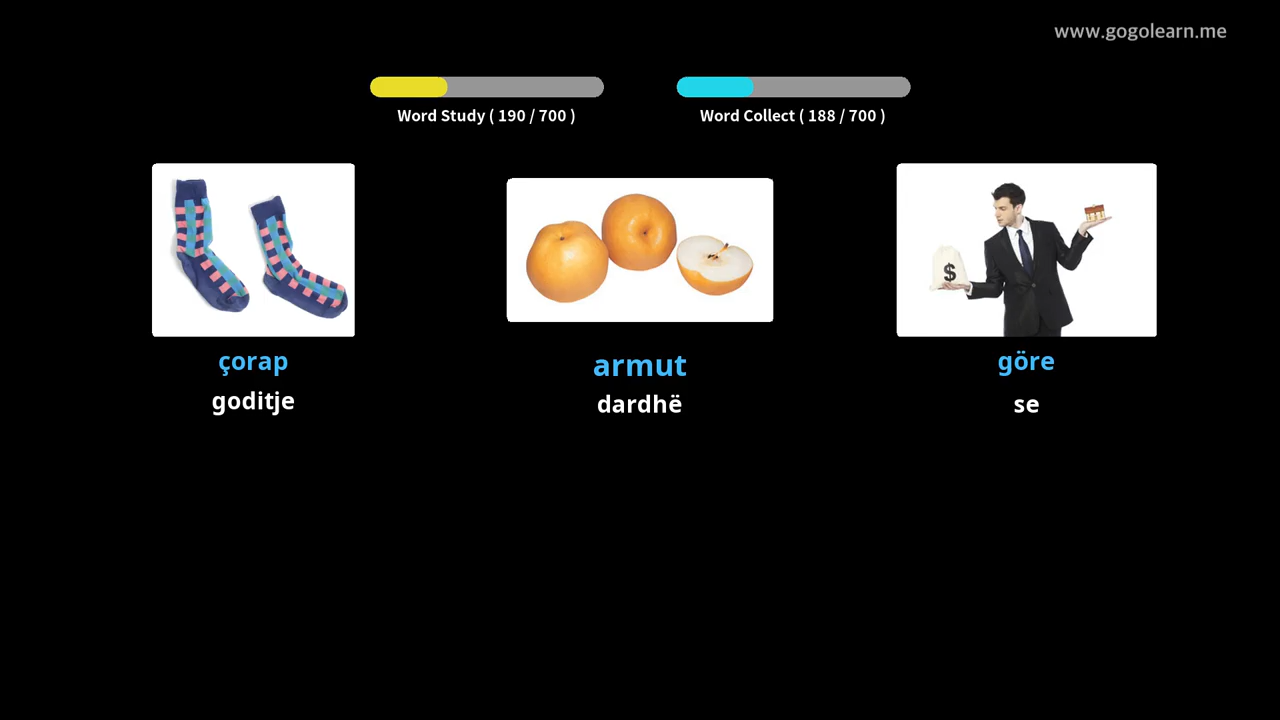 www.gogolearn.me
Word Study ( 190 / 700 )
Word Collect ( 188 / 700 )
$
çorap
armut
göre
goditje
dardhë
se